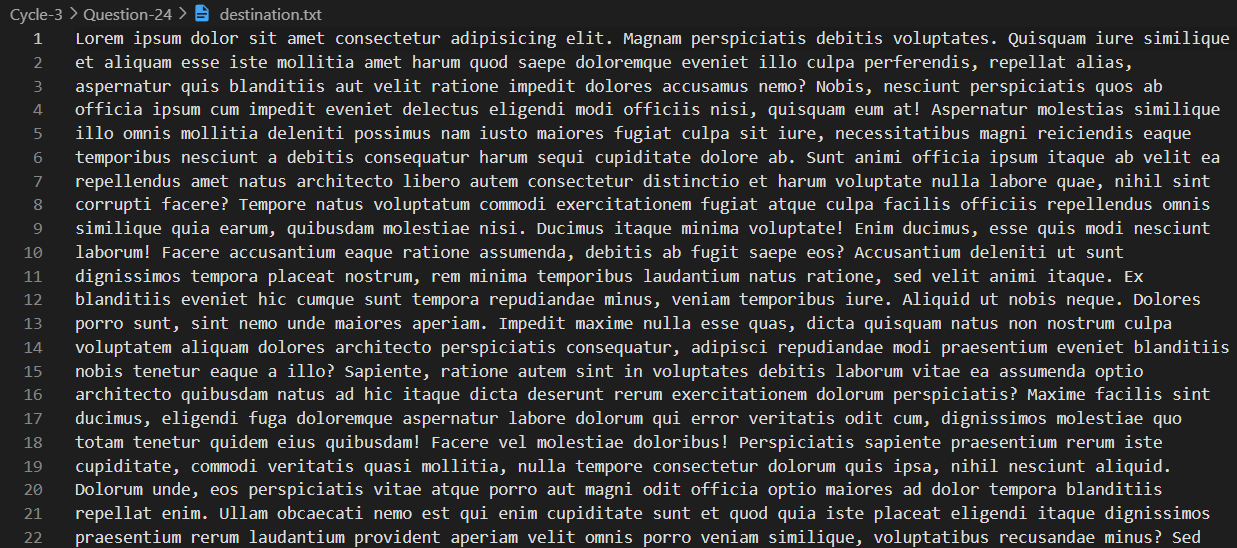 Cycle-3 > Question-24 > destination.txt
1 Lorem ipsum dolor sit amet consectetur adipisicing elit. Magnam perspiciatis debitis voluptates. Quisquam iure similique
2 et aliquam esse iste mollitia amet harum quod saepe doloremque eveniet illo culpa perferendis, repellat alias,
3 aspernatur quis blanditiis aut velit ratione impedit dolores accusamus nemo? Nobis, nesciunt perspiciatis quos ab
4 officia ipsum cum impedit eveniet delectus eligendi modi officiis nisi, quisquam eum at! Aspernatur molestias similique
5 illo omnis mollitia deleniti possimus nam iusto maiores fugiat culpa sit iure, necessitatibus magni reiciendis eaque
6 temporibus nesciunt a debitis consequatur harum sequi cupiditate dolore ab. Sunt animi officia ipsum itaque ab velit ea
7 repellendus amet natus architecto libero autem consectetur distinctio et harum voluptate nulla labore quae, nihil sint
8 corrupti facere? Tempore natus voluptatum commodi exercitationem fugiat atque culpa facilis officiis repellendus omnis
9 similique quia earum, quibusdam molestiae nisi. Ducimus itaque minima voluptate! Enim ducimus, esse quis modi nesciunt
10 laborum! Facere accusantium eaque ratione assumenda, debitis ab fugit saepe eos? Accusantium deleniti ut sunt
11 dignissimos tempora placeat nostrum, rem minima temporibus laudantium natus ratione, sed velit animi itaque. Ex
12 blanditiis eveniet hic cumque sunt tempora repudiandae minus, veniam temporibus iure. Aliquid ut nobis neque. Dolores
13 porro sunt, sint nemo unde maiores aperiam. Impedit maxime nulla esse quas, dicta quisquam natus non nostrum culpa
14 voluptatem aliquam dolores architecto perspiciatis consequatur, adipisci repudiandae modi praesentium eveniet blanditiis
15 nobis tenetur eaque a illo? Sapiente, ratione autem sint in voluptates debitis laborum vitae ea assumenda optio
16 architecto quibusdam natus ad hic itaque dicta deserunt rerum exercitationem dolorum perspiciatis? Maxime facilis sint
17 ducimus, eligendi fuga doloremque aspernatur labore dolorum qui error veritatis odit cum, dignissimos molestiae quo
18 totam tenetur quidem eius quibusdam! Facere vel molestiae doloribus! Perspiciatis sapiente praesentium rerum iste
19 cupiditate, commodi veritatis quasi mollitia, nulla tempore consectetur dolorum quis ipsa, nihil nesciunt aliquid.
20 Dolorum unde, eos perspiciatis vitae atque porro aut magni odit officia optio maiores ad dolor tempora blanditiis
21 repellat enim. Ullam obcaecati nemo est qui enim cupiditate sunt et quod quia iste placeat eligendi itaque dignissimos
22 praesentium rerum laudantium provident aperiam velit omnis porro veniam similique, voluptatibus recusandae minus? Sed